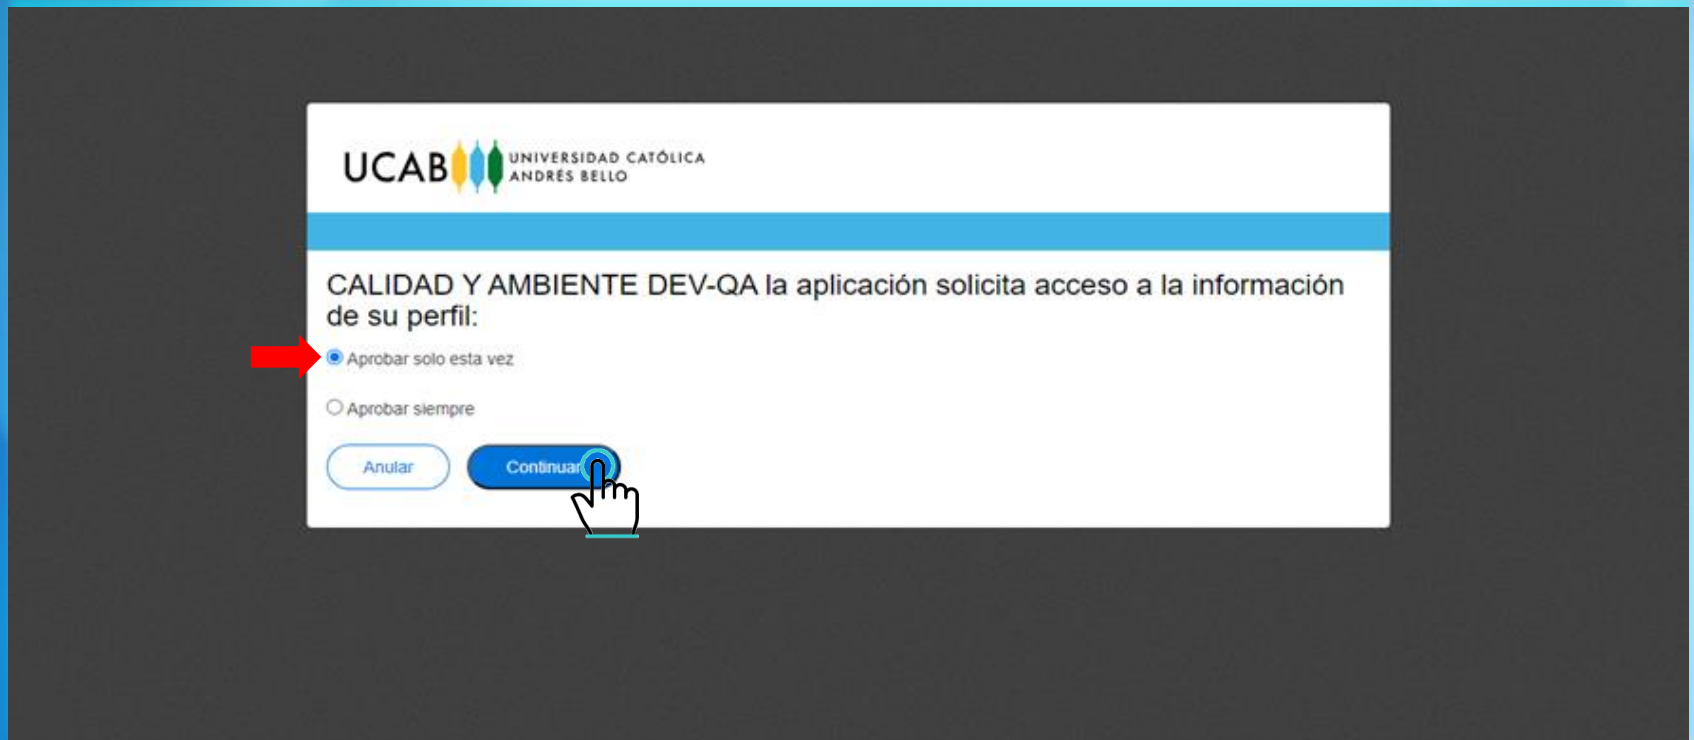 UCAB UNIVERSIDAD CATÓLICA
ANDRÉS BELLO
CALIDAD Y AMBIENTE DEV-QA la aplicación solicita acceso a la información
de su perfil:
Aprobar solo esta vez
Aprobar siempre
Anular Continuar